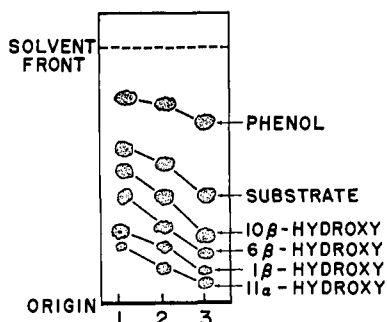 SOLVENT
FRONT
PHENOL
SUBSTRATE
10β-HYDROXY
6β-HYDROXY
1β-HYDROXY
11α-HYDROXY
ORIGIN
1 2 3